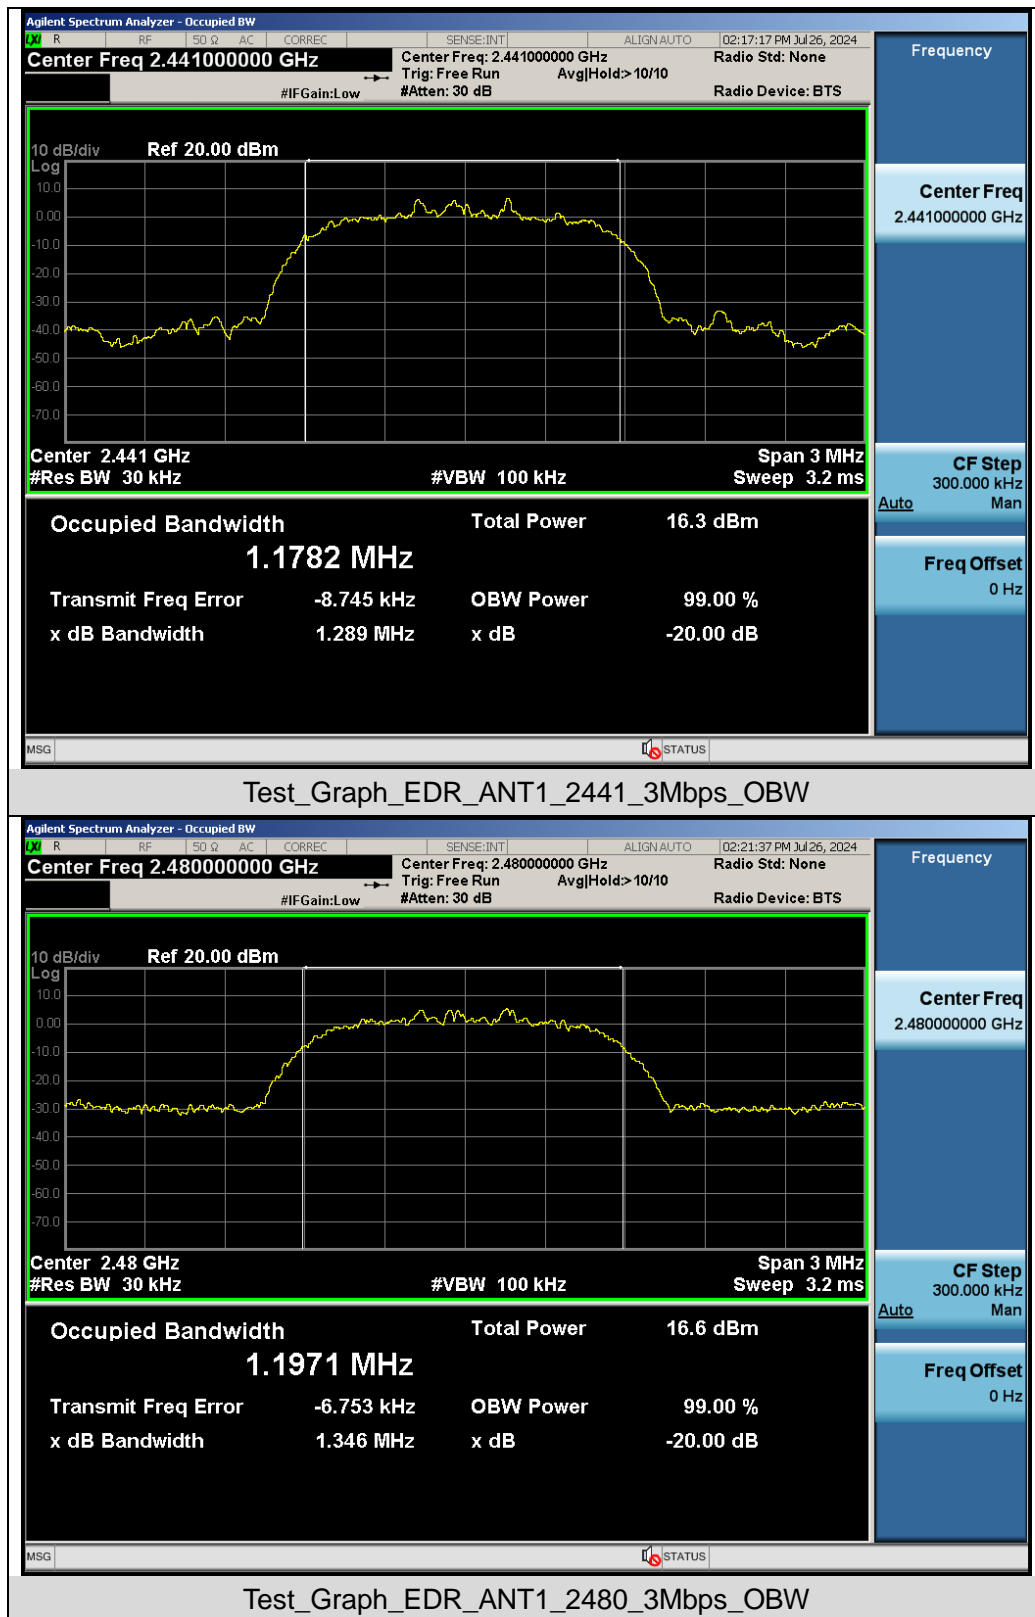 Agilent Spectrum Analyzer - Occupied BW
LXI R RF 50 Ω AC CORREC SENSE:INT ALIGN AUTO 02:17:17 PM Jul 26, 2024
Center Freq 2.441000000 GHz
Center Freq: 2.441000000 GHz Radio Std: None
Trig: Free Run Avg|Hold:>10/10
#IFGain:Low #Atten: 30 dB Radio Device: BTS
Frequency
10 dB/div Ref 20.00 dBm
Log
10.0
0.00
-10.0
-20.0
-30.0
-40.0
-50.0
-60.0
-70.0
Center 2.441 GHz Span 3 MHz
#Res BW 30 kHz #VBW 100 kHz Sweep 3.2 ms
Center Freq
2.441000000 GHz
CF Step
300.000 kHz
Auto Man
Freq Offset
0 Hz
Occupied Bandwidth Total Power 16.3 dBm
1.1782 MHz
Transmit Freq Error -8.745 kHz OBW Power 99.00 %
x dB Bandwidth 1.289 MHz x dB -20.00 dB
MSG STATUS
Test_Graph_EDR_ANT1_2441_3Mbps_OBW
Agilent Spectrum Analyzer - Occupied BW
LXI R RF 50 Ω AC CORREC SENSE:INT ALIGN AUTO 02:21:37 PM Jul 26, 2024
Center Freq 2.480000000 GHz
Center Freq: 2.480000000 GHz Radio Std: None
Trig: Free Run Avg|Hold:>10/10
#IFGain:Low #Atten: 30 dB Radio Device: BTS
Frequency
10 dB/div Ref 20.00 dBm
Log
10.0
0.00
-10.0
-20.0
-30.0
-40.0
-50.0
-60.0
-70.0
Center 2.48 GHz Span 3 MHz
#Res BW 30 kHz #VBW 100 kHz Sweep 3.2 ms
Center Freq
2.480000000 GHz
CF Step
300.000 kHz
Auto Man
Freq Offset
0 Hz
Occupied Bandwidth Total Power 16.6 dBm
1.1971 MHz
Transmit Freq Error -6.753 kHz OBW Power 99.00 %
x dB Bandwidth 1.346 MHz x dB -20.00 dB
MSG STATUS
Test_Graph_EDR_ANT1_2480_3Mbps_OBW